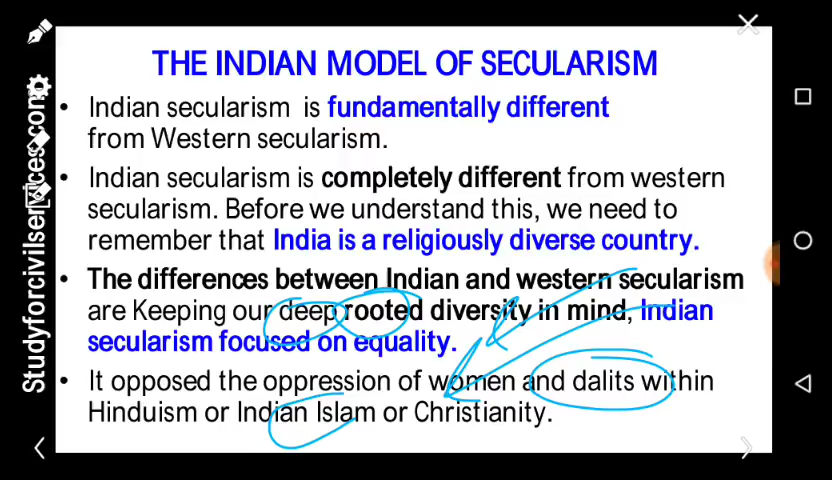 THE INDIAN MODEL OF SECULARISM
• Indian secularism is fundamentally different
from Western secularism.
• Indian secularism is completely different from western
secularism. Before we understand this, we need to
remember that India is a religiously diverse country.
• The differences between Indian and western secularism
are Keeping our deep rooted diversity in mind, Indian
secularism focused on equality.
• It opposed the oppression of women and dalits within
Hinduism or Indian Islam or Christianity.
Studyforcivilservices.com